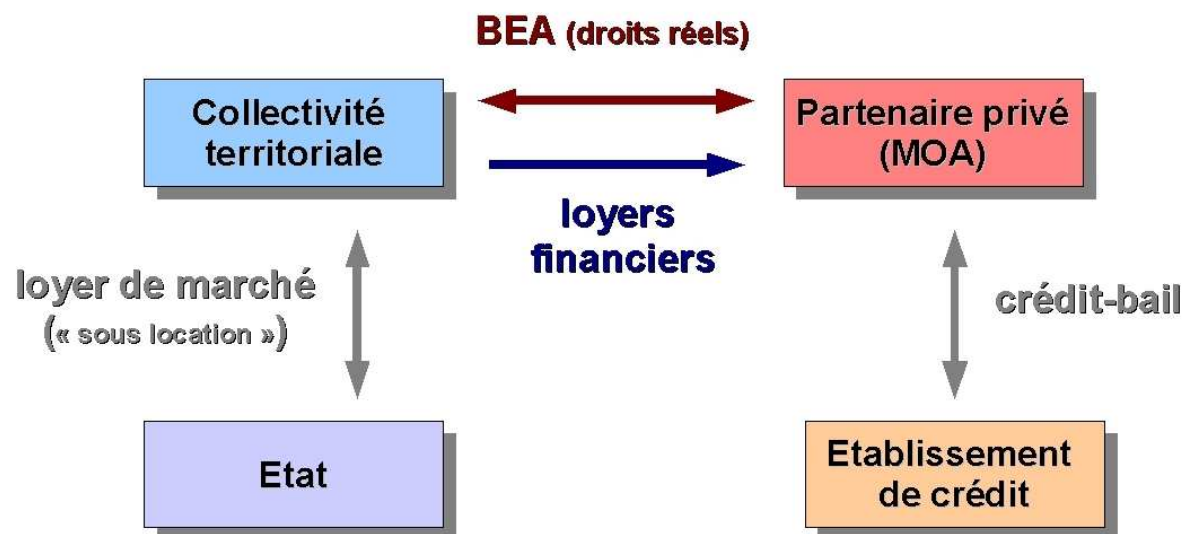 BEA (droits réels)
Collectivité
territoriale
Partenaire privé
(MOA)
loyers
financiers
loyer de marché
(« sous location »)
crédit-bail
Etat
Etablissement
de crédit